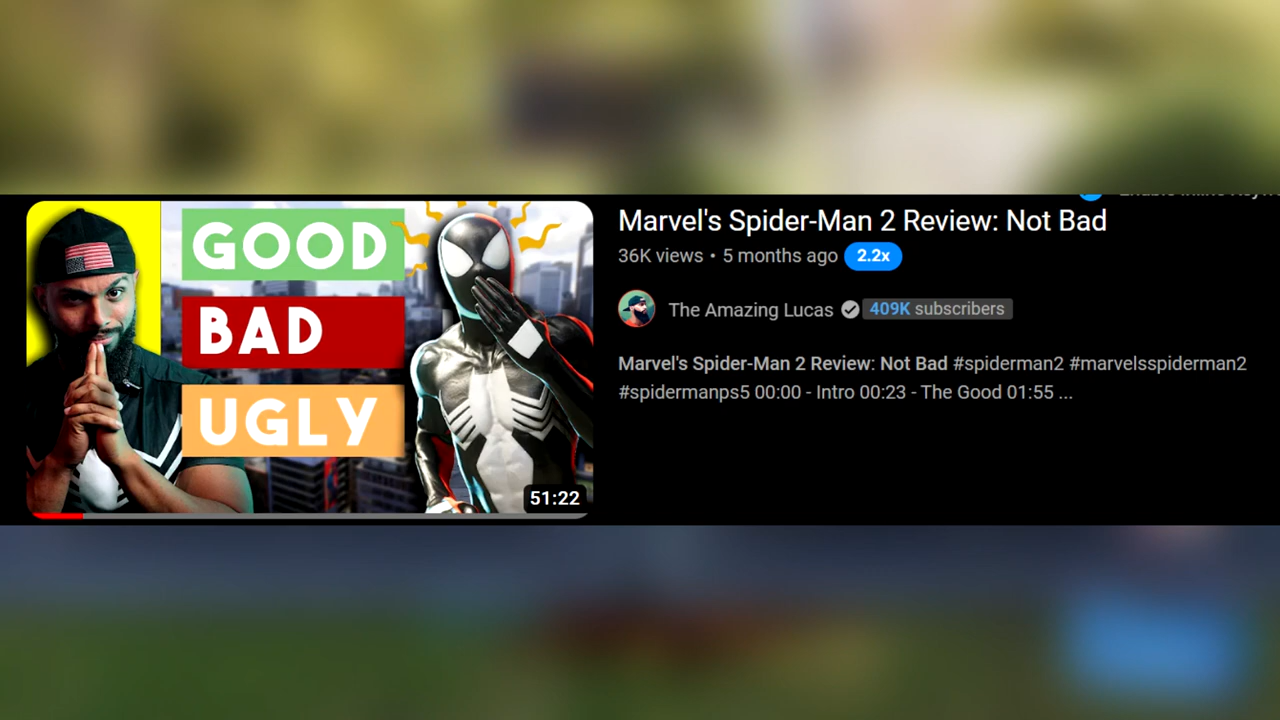 GOOD
BAD
UGLY
51:22
Marvel's Spider-Man 2 Review: Not Bad
36K views • 5 months ago 2.2x
The Amazing Lucas 409K subscribers
Marvel's Spider-Man 2 Review: Not Bad #spiderman2 #marvelsspiderman2
#spidermanps5 00:00 - Intro 00:23 - The Good 01:55 ...